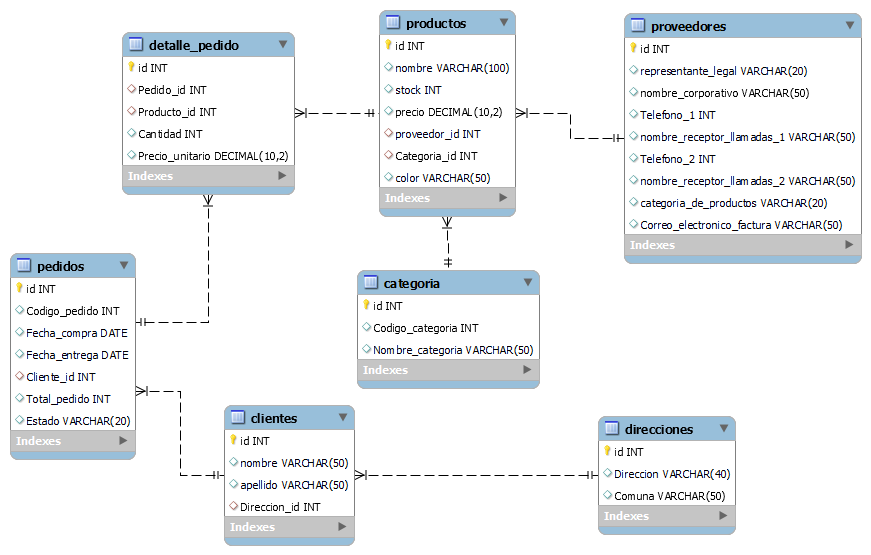 detalle_pedido
id INT
Pedido_id INT
Producto_id INT
Cantidad INT
Precio_unitario DECIMAL(10,2)
Indexes
productos
id INT
nombre VARCHAR(100)
stock INT
precio DECIMAL(10,2)
proveedor_id INT
Categoria_id INT
color VARCHAR(50)
Indexes
proveedores
id INT
representante_legal VARCHAR(20)
nombre_corporativo VARCHAR(50)
Telefono_1 INT
nombre_receptor_llamadas_1 VARCHAR(50)
Telefono_2 INT
nombre_receptor_llamadas_2 VARCHAR(50)
categoria_de_productos VARCHAR(20)
Correo_electronico_factura VARCHAR(50)
Indexes
pedidos
id INT
Codigo_pedido INT
Fecha_compra DATE
Fecha_entrega DATE
Cliente_id INT
Total_pedido INT
Estado VARCHAR(20)
Indexes
categoria
id INT
Codigo_categoria INT
Nombre_categoria VARCHAR(50)
Indexes
clientes
id INT
nombre VARCHAR(50)
apellido VARCHAR(50)
Direccion_id INT
Indexes
direcciones
id INT
Direccion VARCHAR(40)
Comuna VARCHAR(50)
Indexes